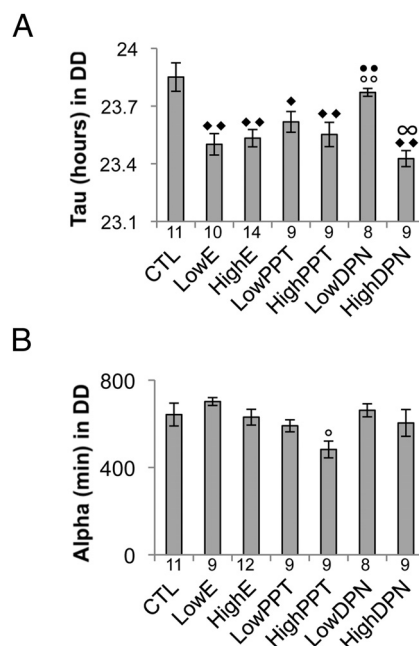 A
Tau (hours) in DD
24
23.7
23.4
23.1
11 10 14 9 9 8 9
CTL LowE HighE LowPPT HighPPT LowDPN HighDPN
B
Alpha (min) in DD
800
400
0
11 9 12 9 9 8 9
CTL LowE HighE LowPPT HighPPT LowDPN HighDPN